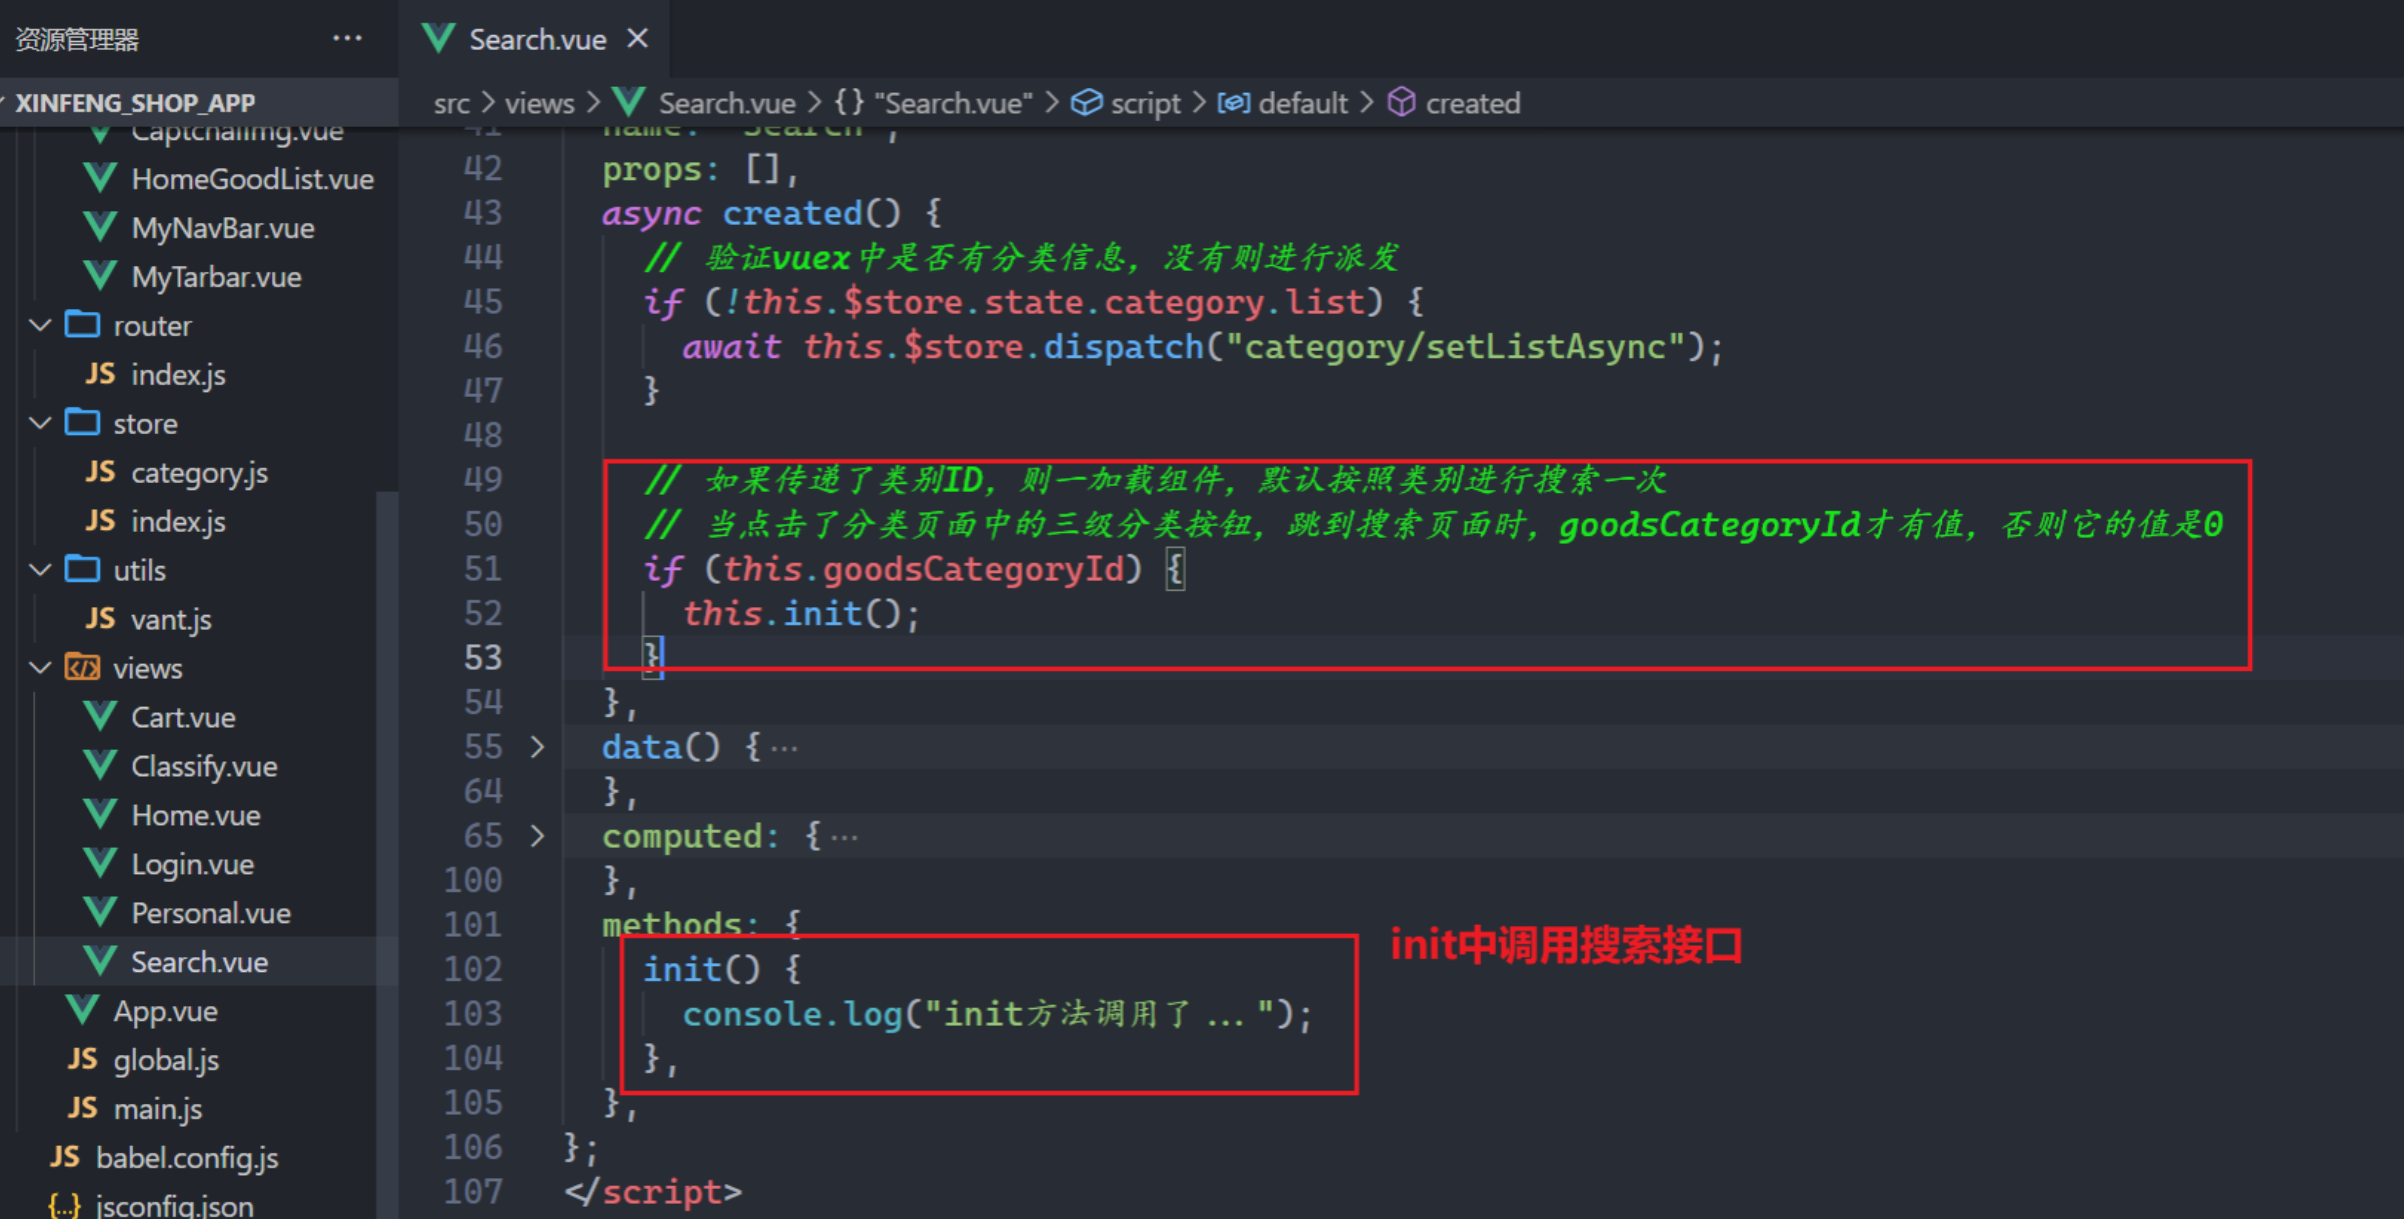 资源管理器 ···
XINFENG_SHOP_APP
CaptchaImg.vue
HomeGoodList.vue
MyNavBar.vue
MyTarbar.vue
router
JS index.js
store
JS category.js
JS index.js
utils
JS vant.js
views
Cart.vue
Classify.vue
Home.vue
Login.vue
Personal.vue
Search.vue
App.vue
JS global.js
JS main.js
JS babel.config.js
{...} jsconfig.json
Search.vue ×
src > views > Search.vue > {} "Search.vue" > script > default > created
41 name: "Search",
42 props: [],
43 async created() {
44 // 验证vuex中是否有分类信息，没有则进行派发
45 if (!this.$store.state.category.list) {
46 await this.$store.dispatch("category/setListAsync");
47 }
48
49 // 如果传递了类别ID，则一加载组件，默认按照类别进行搜索一次
50 // 当点击了分类页面中的三级分类按钮，跳到搜索页面时，goodsCategoryId才有值，否则它的值是0
51 if (this.goodsCategoryId) {
52 this.init();
53 }
54 },
55 > data() {···
64 },
65 > computed: {···
100 },
101 methods: {
102 init() {
103 console.log("init方法调用了...");
104 },
105 },
106 };
107 </script>
init中调用搜索接口